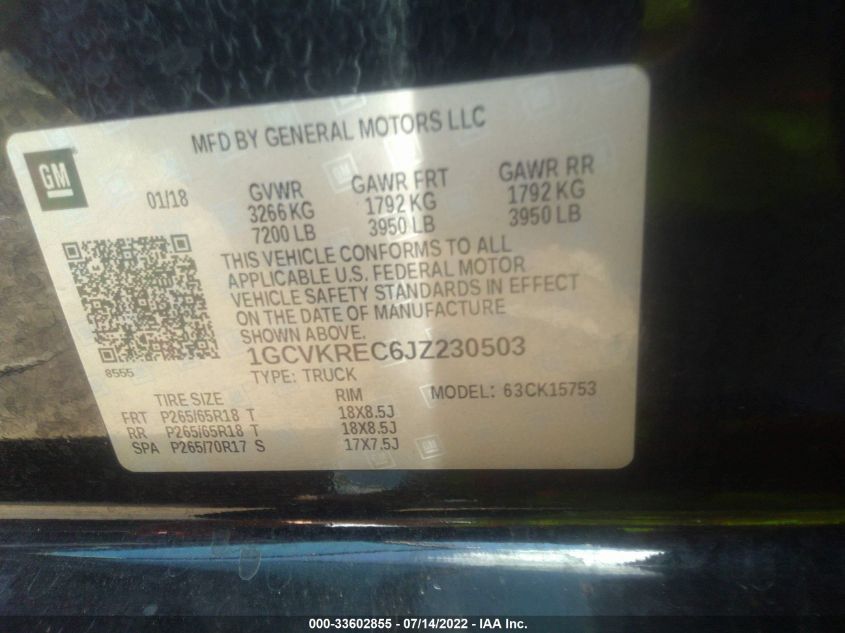 MFD BY GENERAL MOTORS LLC
GM
01/18
GVWR
3266 KG
7200 LB
GAWR FRT
1792 KG
3950 LB
GAWR RR
1792 KG
3950 LB
THIS VEHICLE CONFORMS TO ALL
APPLICABLE U.S. FEDERAL MOTOR
VEHICLE SAFETY STANDARDS IN EFFECT
ON THE DATE OF MANUFACTURE
SHOWN ABOVE.
8555
1GCVKREC6JZ230503
TYPE: TRUCK
MODEL: 63CK15753
TIRE SIZE RIM
FRT P265/65R18 T 18X8.5J
RR P265/65R18 T 18X8.5J
SPA P265/70R17 S 17X7.5J
000-33602855 - 07/14/2022 - IAA Inc.